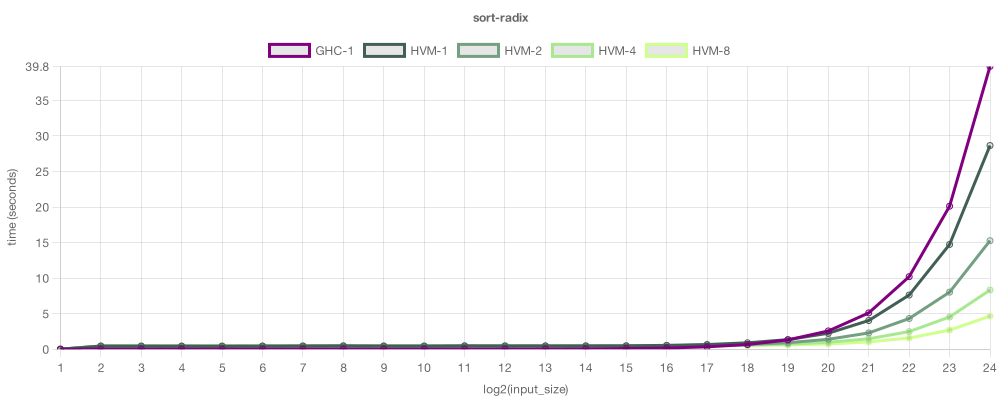 sort-radix
GHC-1 HVM-1 HVM-2 HVM-4 HVM-8
39.8
35
30
25
20
15
10
5
0
time (seconds)
1 2 3 4 5 6 7 8 9 10 11 12 13 14 15 16 17 18 19 20 21 22 23 24
log2(input_size)